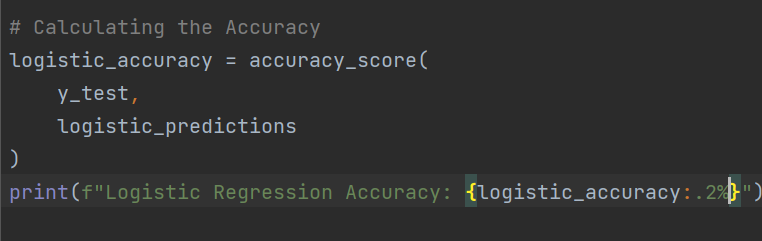 # Calculating the Accuracy
logistic_accuracy = accuracy_score(
    y_test,
    logistic_predictions
)
print(f"Logistic Regression Accuracy: {logistic_accuracy:.2%}")